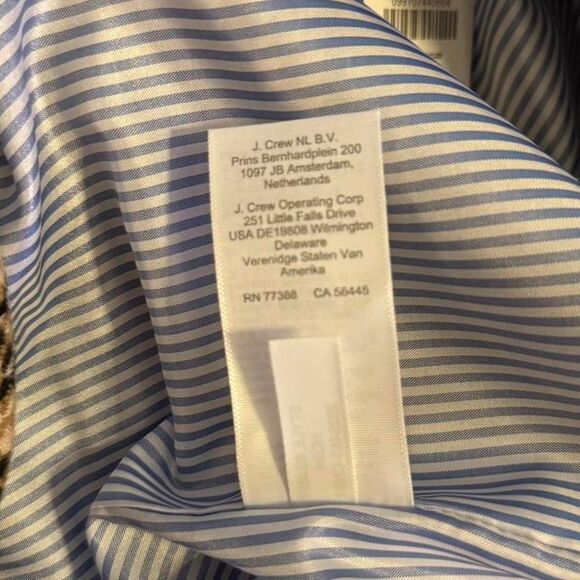 J. Crew NL B.V.
Prins Bernhardplein 200
1097 JB Amsterdam,
Netherlands
J. Crew Operating Corp
251 Little Falls Drive
USA DE19808 Wilmington
Delaware
Verenidge Staten Van
Amerika
RN 77388 CA 56445